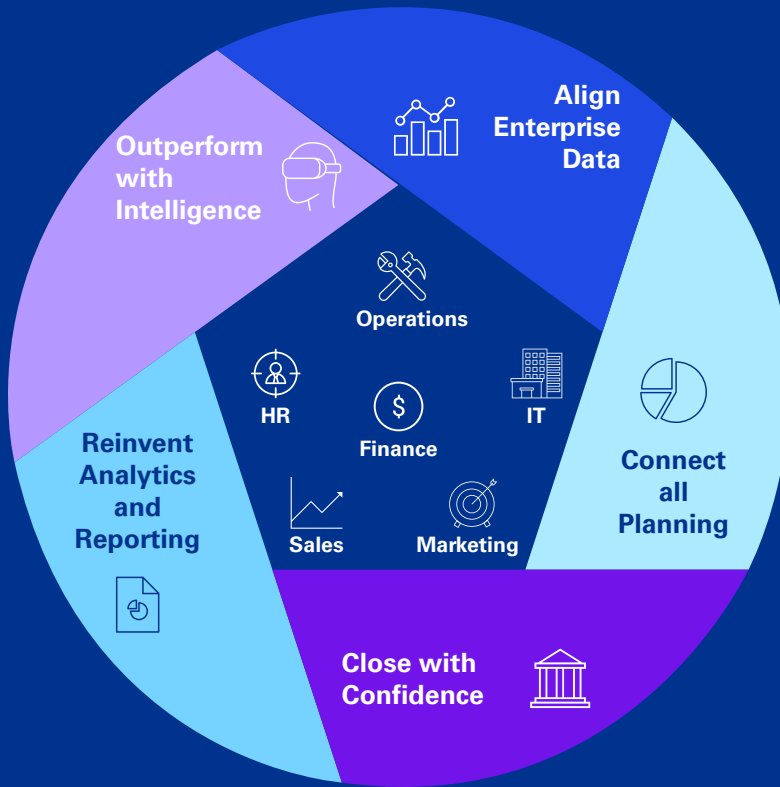 Align
Enterprise
Data
Outperform
with
Intelligence
Operations
HR
IT
$
Finance
Reinvent
Analytics
and
Reporting
Connect
all
Planning
Sales
Marketing
Close with
Confidence